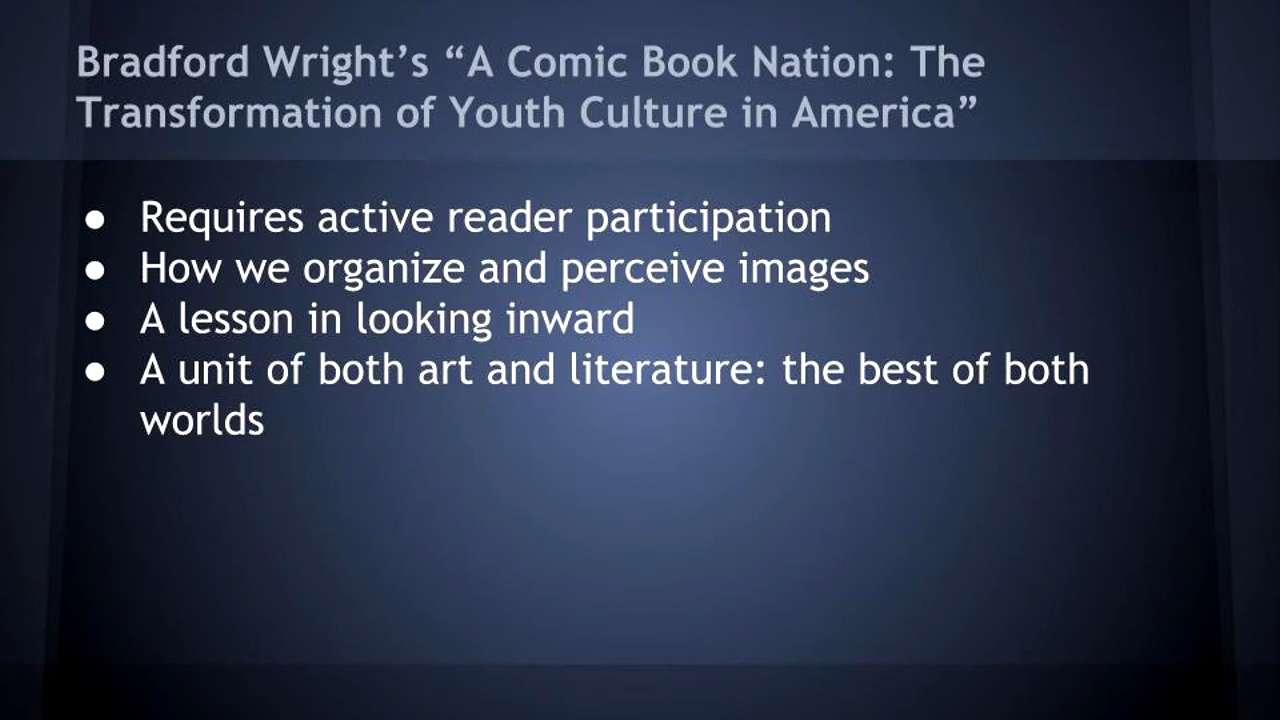 Bradford Wright’s “A Comic Book Nation: The
Transformation of Youth Culture in America”
● Requires active reader participation
● How we organize and perceive images
● A lesson in looking inward
● A unit of both art and literature: the best of both
worlds